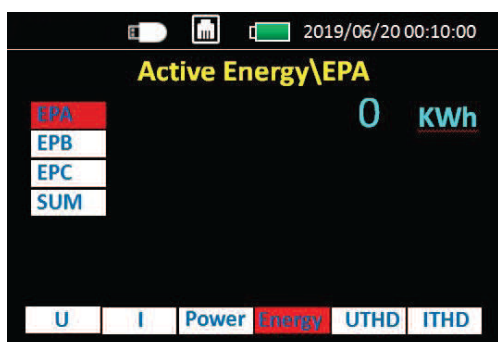 2019/06/20 00:10:00
Active Energy\EPA
EPA
0 KWh
EPB
EPC
SUM
U I Power Energy UTHD ITHD